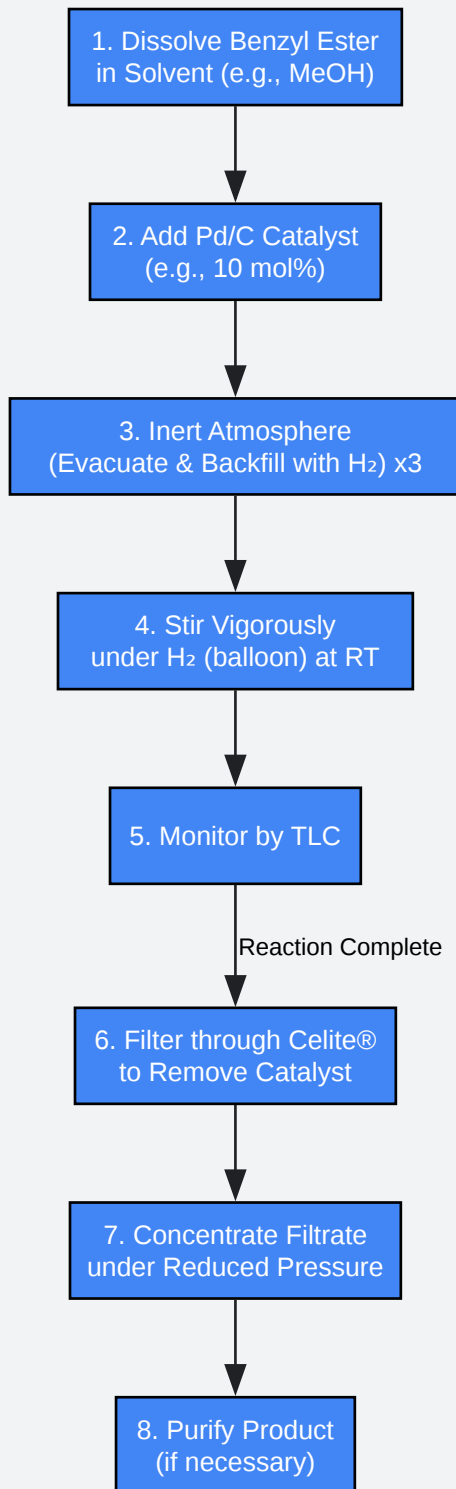 1. Dissolve Benzyl Ester
in Solvent (e.g., MeOH)
2. Add Pd/C Catalyst
(e.g., 10 mol%)
3. Inert Atmosphere
(Evacuate & Backfill with H₂) x3
4. Stir Vigorously
under H₂ (balloon) at RT
5. Monitor by TLC
Reaction Complete
6. Filter through Celite®
to Remove Catalyst
7. Concentrate Filtrate
under Reduced Pressure
8. Purify Product
(if necessary)